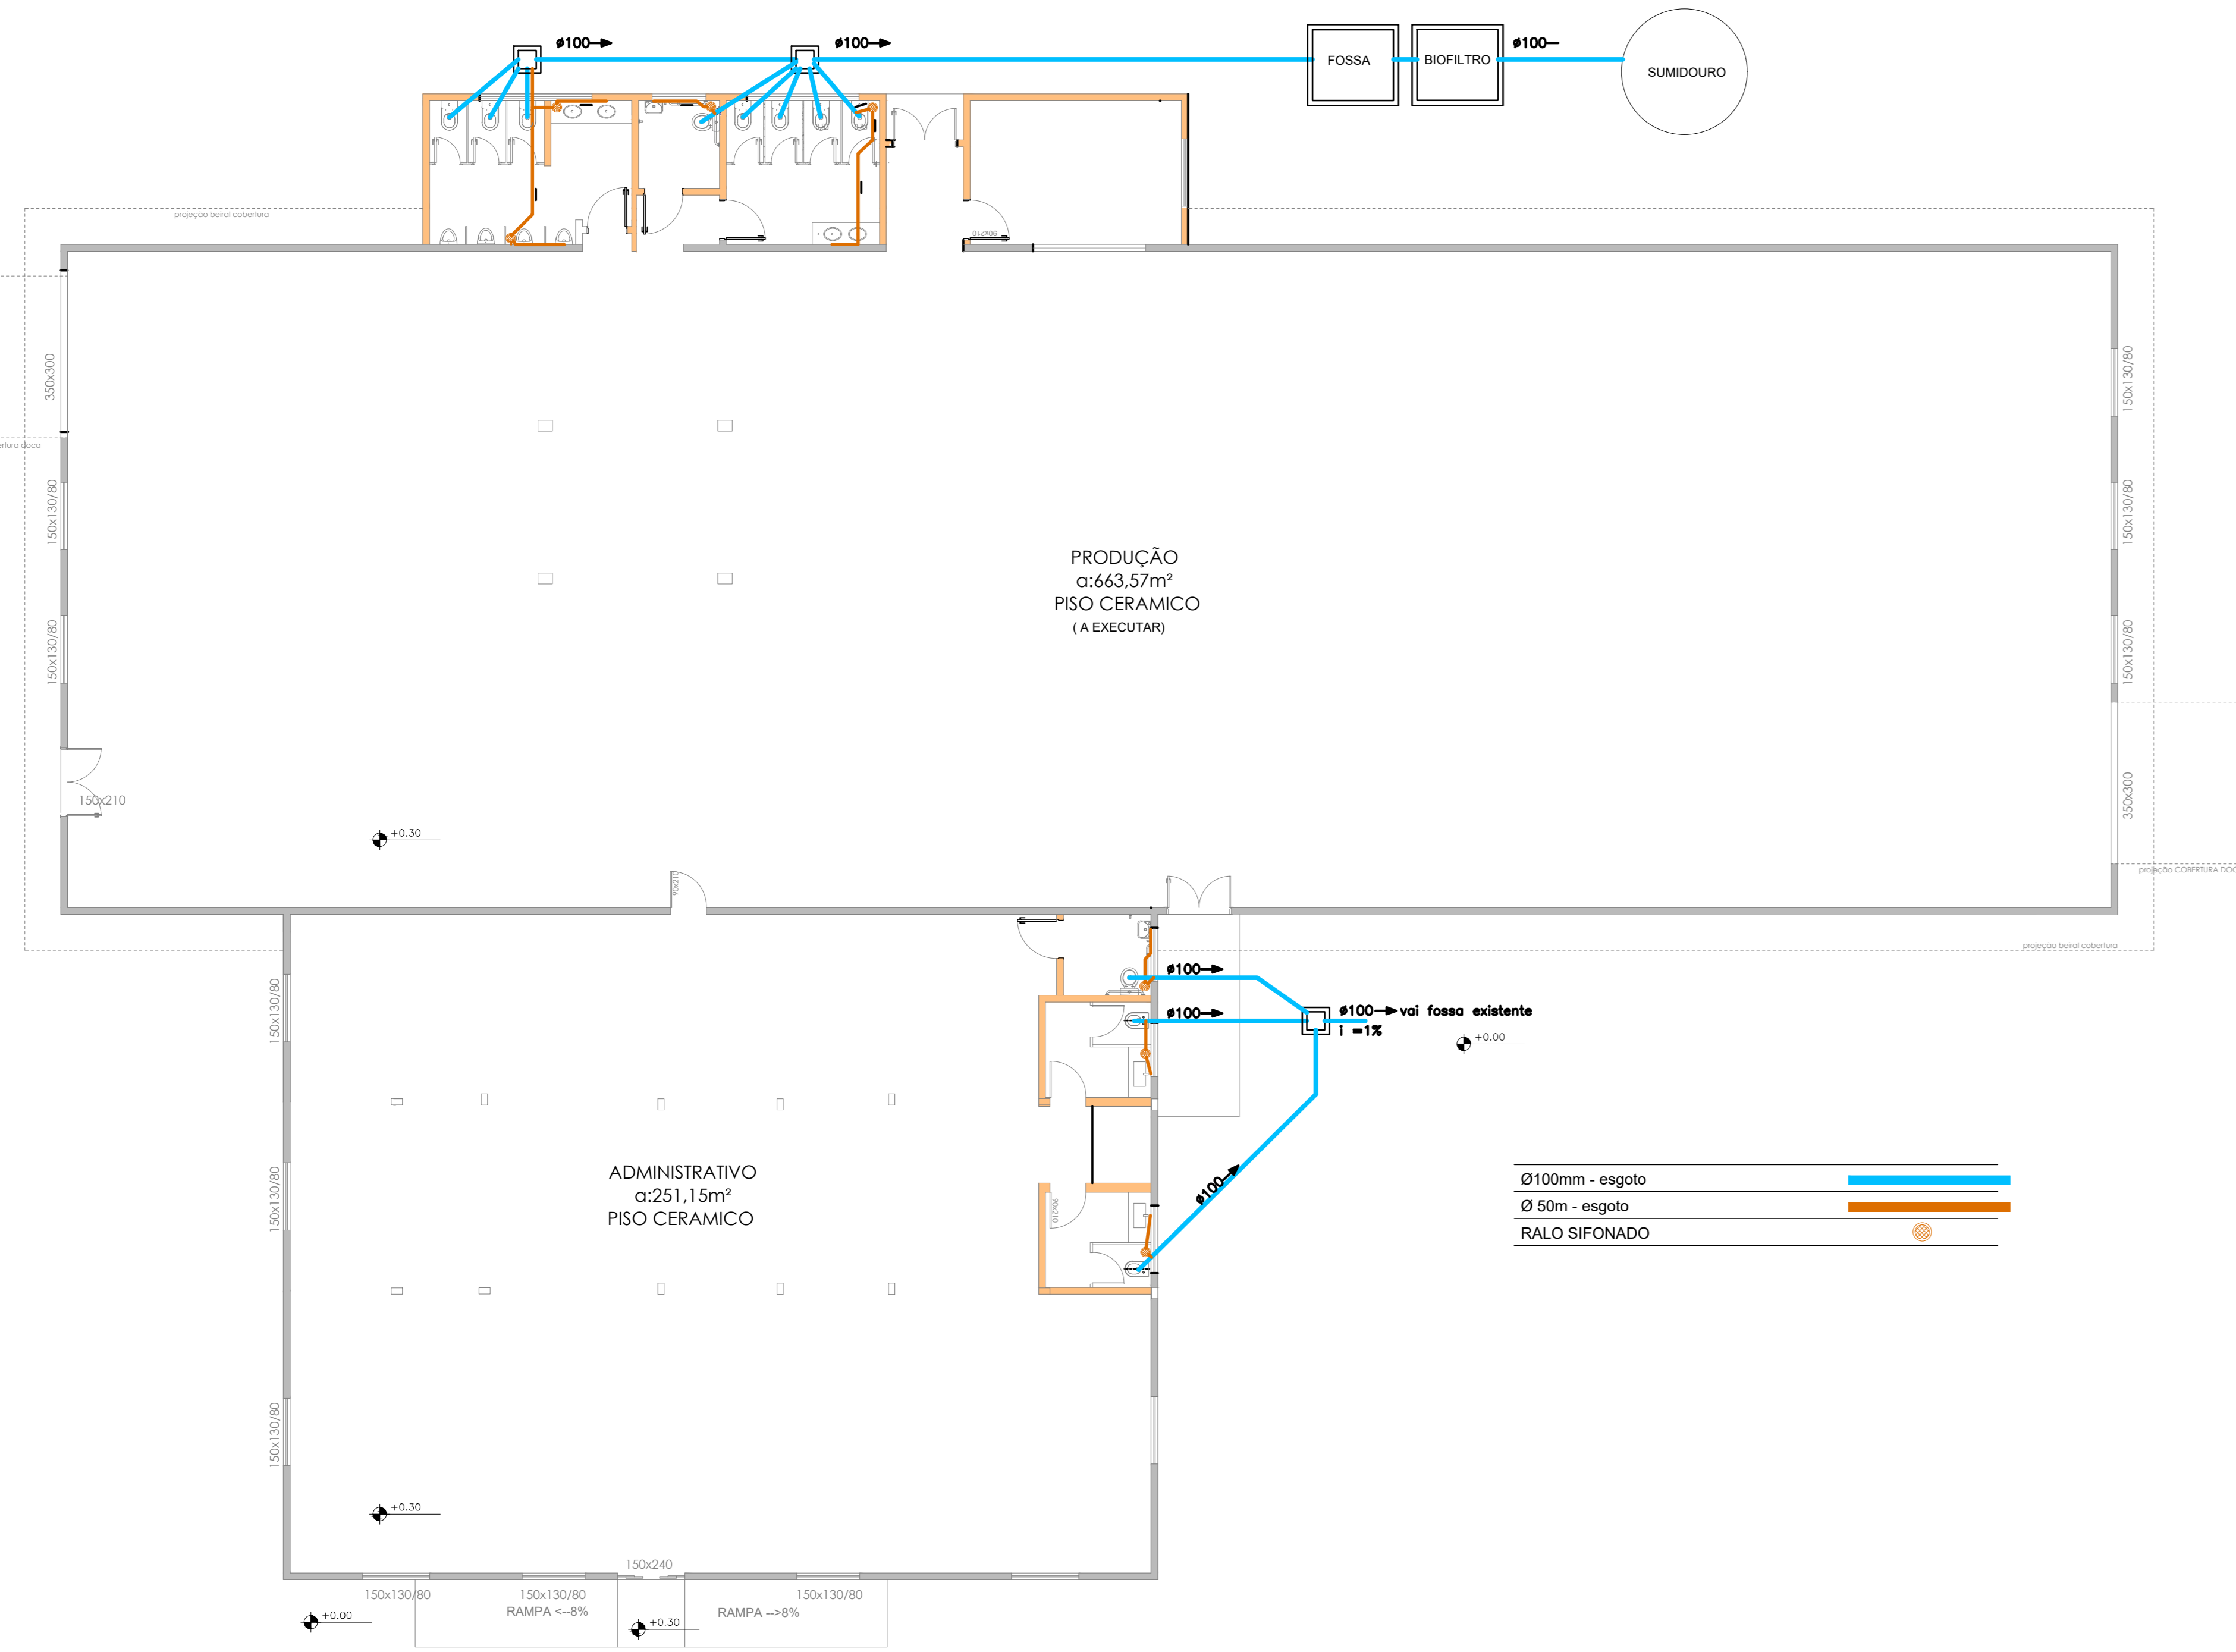 ø100
ø100
ø100
FOSSA
BIOFILTRO
SUMIDOURO
projeção beiral cobertura
90x210
350x300
150x130/80
150x130/80
150x210
150x130/80
150x130/80
150x130/80
350x300
PRODUÇÃO
a:663,57m²
PISO CERAMICO
( A EXECUTAR)
+0.30
90x210
projeção COBERTURA DOC
projeção beiral cobertura
ø100
ø100
ø100 vai fossa existente
i =1%
+0.00
ø100
150x130/80
150x130/80
150x130/80
ADMINISTRATIVO
a:251,15m²
PISO CERAMICO
90x210
Ø100mm - esgoto
Ø 50m - esgoto
RALO SIFONADO
+0.30
150x240
150x130/80
150x130/80
150x130/80
RAMPA <--8%
RAMPA -->8%
+0.00
+0.30